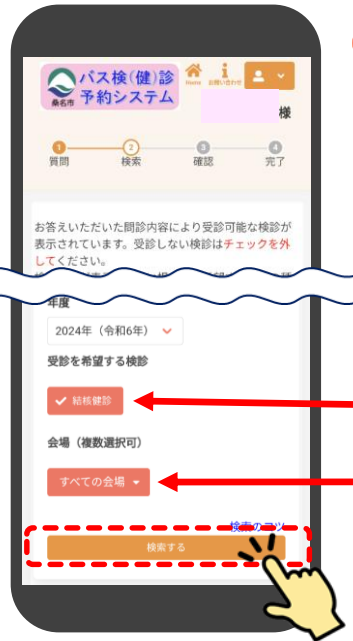 バス検(健)診
桑名市 予約システム
Home お問い合わせ
様
1 2 3 4
質問 検索 確認 完了
お答えいただいた問診内容により受診可能な検診が
表示されています。受診しない検診はチェックを外
してください。
年度
2024年（令和6年）
受診を希望する検診
結核健診
会場（複数選択可）
すべての会場
検索のコツ
検索する